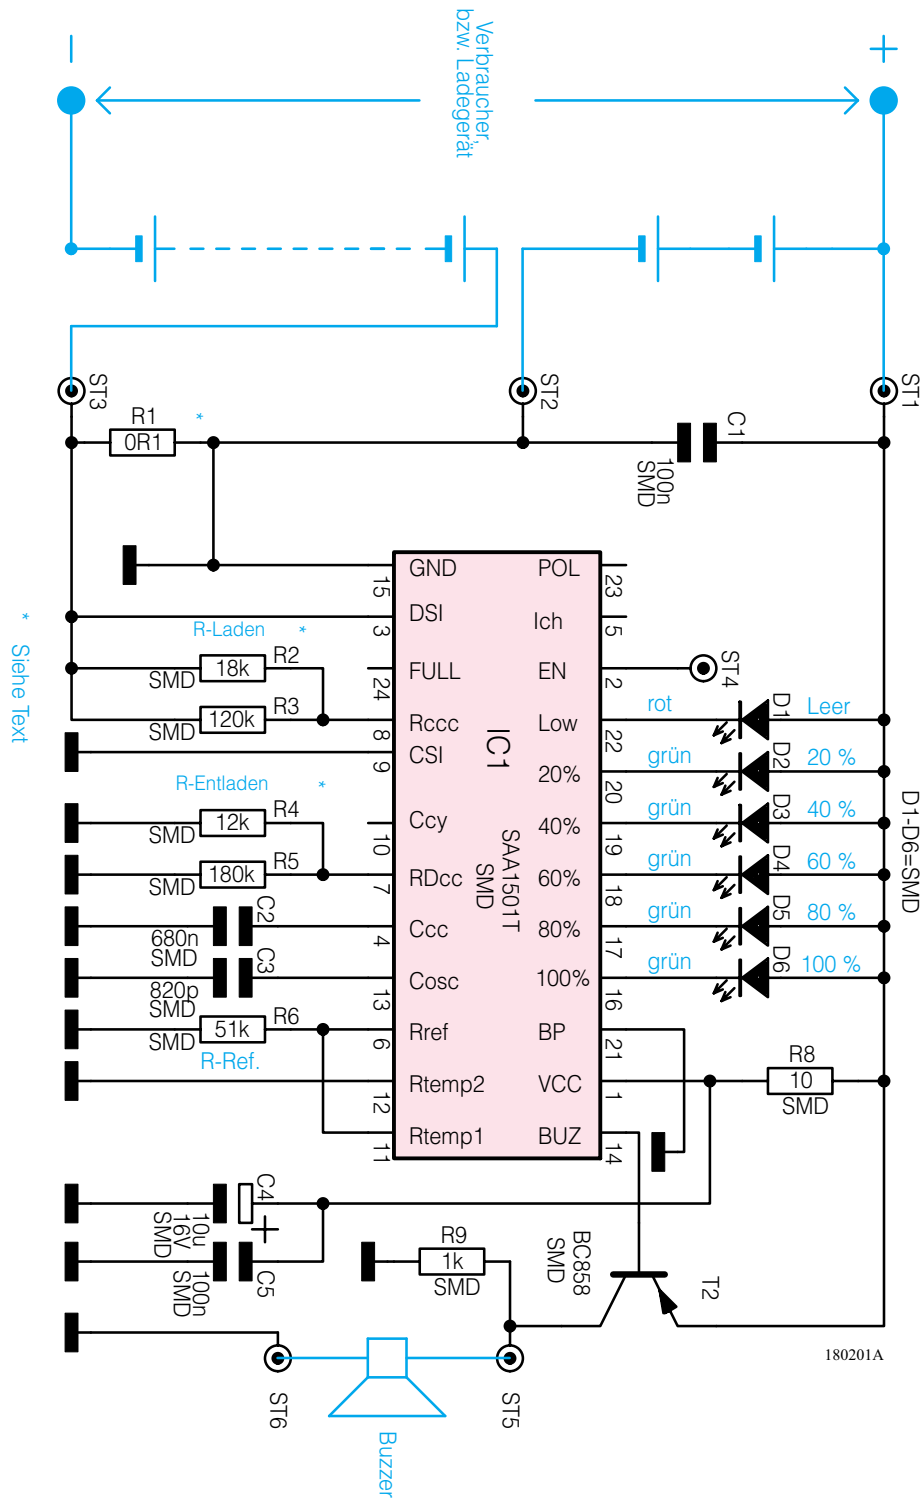 +
−
Verbraucher,
bzw. Ladegerät
ST3
ST2
ST1
R1
*
0R1
C1
100n
SMD
GND
15
POL
23
DSI
3
Ich
5
R-Laden *
18k
R2
SMD
FULL
24
EN
2
ST4
120k
R3
SMD
Rccc
8
Low
22
rot
D1
Leer
CSI
9
20%
20
grün
D2
20 %
R-Entladen *
12k
R4
SMD
Ccy
10
40%
19
grün
D3
40 %
180k
R5
SMD
RDcc
7
60%
18
grün
D4
60 %
C2
680n
SMD
Ccc
4
80%
17
grün
D5
80 %
C3
820p
SMD
Cosc
13
100%
16
grün
D6
100 %
51k
R6
SMD
R-Ref.
Rref
6
BP
21
Rtemp2
12
VCC
1
R8
10
SMD
Rtemp1
11
BUZ
14
IC1
SAA1501T
SMD
D1-D6=SMD
* Siehe Text
C4
+
10u
16V
SMD
C5
100n
SMD
R9
1k
SMD
BC858
SMD
T2
ST6
ST5
Buzzer
180201A